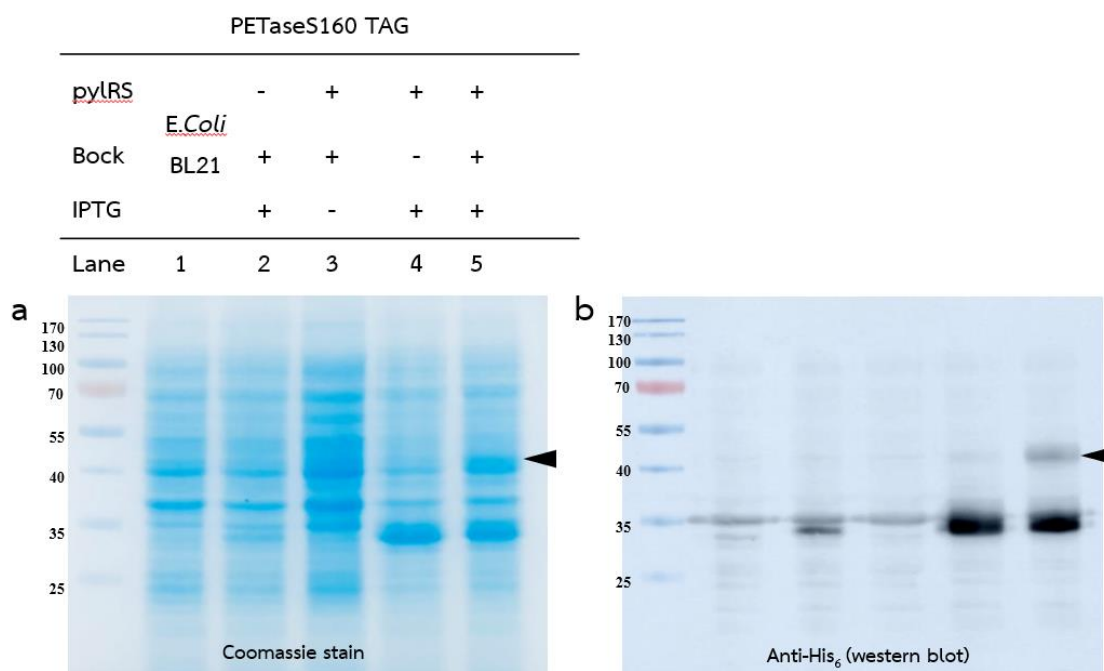 PETaseS160 TAG
pylRS - + + +
E.Coli
BL21
Bock + + - +
IPTG + - + +
Lane 1 2 3 4 5
a
170
130
100
70
55
40
35
25
Coomassie stain
b
170
130
100
70
55
40
35
25
Anti-His₆ (western blot)